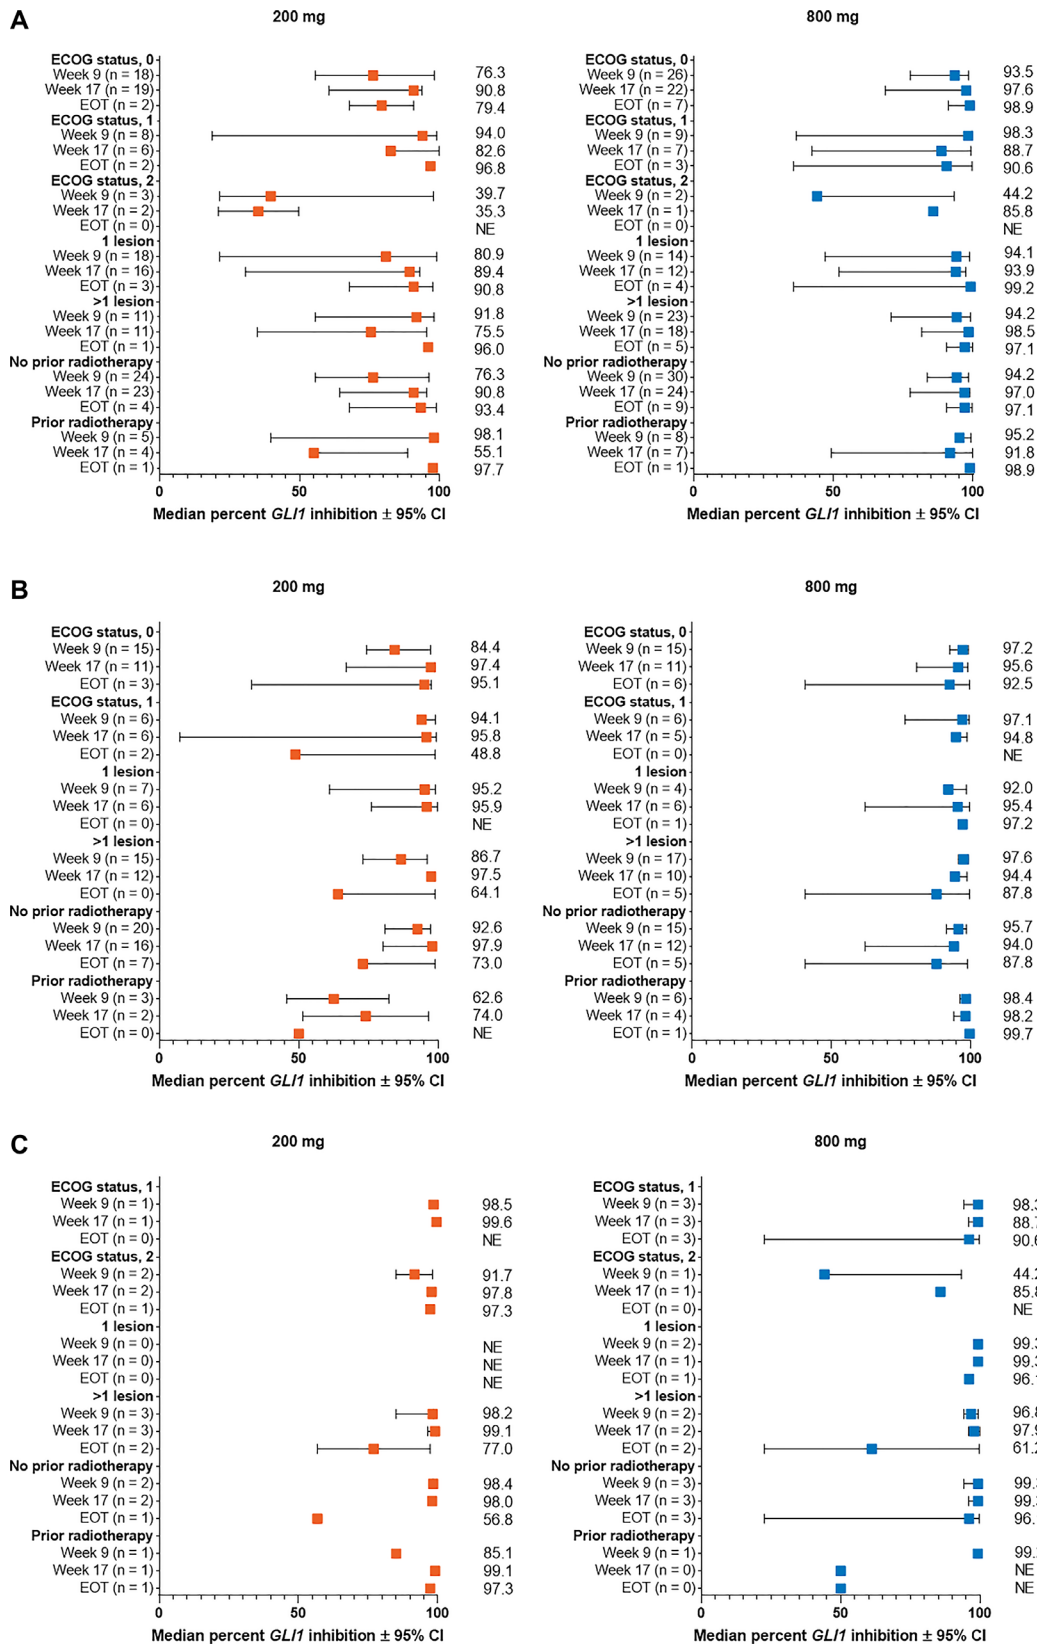 A
200 mg
800 mg
ECOG status, 0
Week 9 (n = 18) 76.3
Week 17 (n = 19) 90.8
EOT (n = 2) 79.4
ECOG status, 1
Week 9 (n = 8) 94.0
Week 17 (n = 6) 82.6
EOT (n = 2) 96.8
ECOG status, 2
Week 9 (n = 3) 39.7
Week 17 (n = 2) 35.3
EOT (n = 0) NE
1 lesion
Week 9 (n = 18) 80.9
Week 17 (n = 16) 89.4
EOT (n = 3) 90.8
>1 lesion
Week 9 (n = 11) 91.8
Week 17 (n = 11) 75.5
EOT (n = 1) 96.0
No prior radiotherapy
Week 9 (n = 24) 76.3
Week 17 (n = 23) 90.8
EOT (n = 4) 93.4
Prior radiotherapy
Week 9 (n = 5) 98.1
Week 17 (n = 4) 55.1
EOT (n = 1) 97.7
0 50 100
Median percent GLI1 inhibition ± 95% CI
ECOG status, 0
Week 9 (n = 26) 93.5
Week 17 (n = 22) 97.6
EOT (n = 7) 98.9
ECOG status, 1
Week 9 (n = 9) 98.3
Week 17 (n = 7) 88.7
EOT (n = 3) 90.6
ECOG status, 2
Week 9 (n = 2) 44.2
Week 17 (n = 1) 85.8
EOT (n = 0) NE
1 lesion
Week 9 (n = 14) 94.1
Week 17 (n = 12) 93.9
EOT (n = 4) 99.2
>1 lesion
Week 9 (n = 23) 94.2
Week 17 (n = 18) 98.5
EOT (n = 5) 97.1
No prior radiotherapy
Week 9 (n = 30) 94.2
Week 17 (n = 24) 97.0
EOT (n = 9) 97.1
Prior radiotherapy
Week 9 (n = 8) 95.2
Week 17 (n = 7) 91.8
EOT (n = 1) 98.9
0 50 100
Median percent GLI1 inhibition ± 95% CI
B
200 mg
800 mg
ECOG status, 0
Week 9 (n = 15) 84.4
Week 17 (n = 11) 97.4
EOT (n = 3) 95.1
ECOG status, 1
Week 9 (n = 6) 94.1
Week 17 (n = 6) 95.8
EOT (n = 2) 48.8
1 lesion
Week 9 (n = 7) 95.2
Week 17 (n = 6) 95.9
EOT (n = 0) NE
>1 lesion
Week 9 (n = 15) 86.7
Week 17 (n = 12) 97.5
EOT (n = 0) 64.1
No prior radiotherapy
Week 9 (n = 20) 92.6
Week 17 (n = 16) 97.9
EOT (n = 7) 73.0
Prior radiotherapy
Week 9 (n = 3) 62.6
Week 17 (n = 2) 74.0
EOT (n = 0) NE
0 50 100
Median percent GLI1 inhibition ± 95% CI
ECOG status, 0
Week 9 (n = 15) 97.2
Week 17 (n = 11) 95.6
EOT (n = 6) 92.5
ECOG status, 1
Week 9 (n = 6) 97.1
Week 17 (n = 5) 94.8
EOT (n = 0) NE
1 lesion
Week 9 (n = 4) 92.0
Week 17 (n = 6) 95.4
EOT (n = 1) 97.2
>1 lesion
Week 9 (n = 17) 97.6
Week 17 (n = 10) 94.4
EOT (n = 5) 87.8
No prior radiotherapy
Week 9 (n = 15) 95.7
Week 17 (n = 12) 94.0
EOT (n = 5) 87.8
Prior radiotherapy
Week 9 (n = 6) 98.4
Week 17 (n = 4) 98.2
EOT (n = 1) 99.7
0 50 100
Median percent GLI1 inhibition ± 95% CI
C
200 mg
800 mg
ECOG status, 1
Week 9 (n = 1) 98.5
Week 17 (n = 1) 99.6
EOT (n = 0) NE
ECOG status, 2
Week 9 (n = 2) 91.7
Week 17 (n = 2) 97.8
EOT (n = 1) 97.3
1 lesion
Week 9 (n = 0) NE
Week 17 (n = 0) NE
EOT (n = 0) NE
>1 lesion
Week 9 (n = 3) 98.2
Week 17 (n = 3) 99.1
EOT (n = 2) 77.0
No prior radiotherapy
Week 9 (n = 2) 98.4
Week 17 (n = 2) 98.0
EOT (n = 1) 56.8
Prior radiotherapy
Week 9 (n = 1) 85.1
Week 17 (n = 1) 99.1
EOT (n = 1) 97.3
0 50 100
Median percent GLI1 inhibition ± 95% CI
ECOG status, 1
Week 9 (n = 3) 98.3
Week 17 (n = 3) 88.7
EOT (n = 3) 90.6
ECOG status, 2
Week 9 (n = 1) 44.2
Week 17 (n = 1) 85.8
EOT (n = 0) NE
1 lesion
Week 9 (n = 2) 99.3
Week 17 (n = 1) 99.3
EOT (n = 1) 96.1
>1 lesion
Week 9 (n = 2) 96.8
Week 17 (n = 2) 97.9
EOT (n = 2) 61.2
No prior radiotherapy
Week 9 (n = 3) 99.3
Week 17 (n = 3) 99.3
EOT (n = 3) 96.
Prior radiotherapy
Week 9 (n = 1) 99.
Week 17 (n = 0) NE
EOT (n = 0) NE
0 50 100
Median percent GLI1 inhibition ± 95% CI